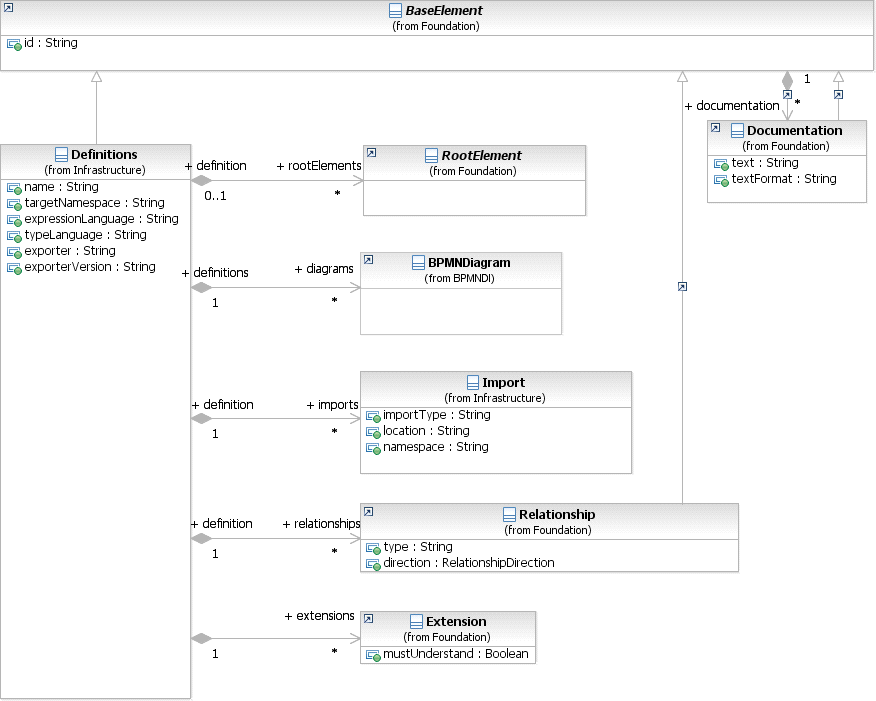 BaseElement
(from Foundation)
id : String
1
*
+ documentation
Documentation
(from Foundation)
text : String
textFormat : String
Definitions
(from Infrastructure)
name : String
targetNamespace : String
expressionLanguage : String
typeLanguage : String
exporter : String
exporterVersion : String
+ definition
+ rootElements
0..1
*
RootElement
(from Foundation)
+ definitions
+ diagrams
1
*
BPMNDiagram
(from BPMNDI)
+ definition
+ imports
1
*
Import
(from Infrastructure)
importType : String
location : String
namespace : String
+ definition
+ relationships
1
*
Relationship
(from Foundation)
type : String
direction : RelationshipDirection
+ extensions
1
*
Extension
(from Foundation)
mustUnderstand : Boolean